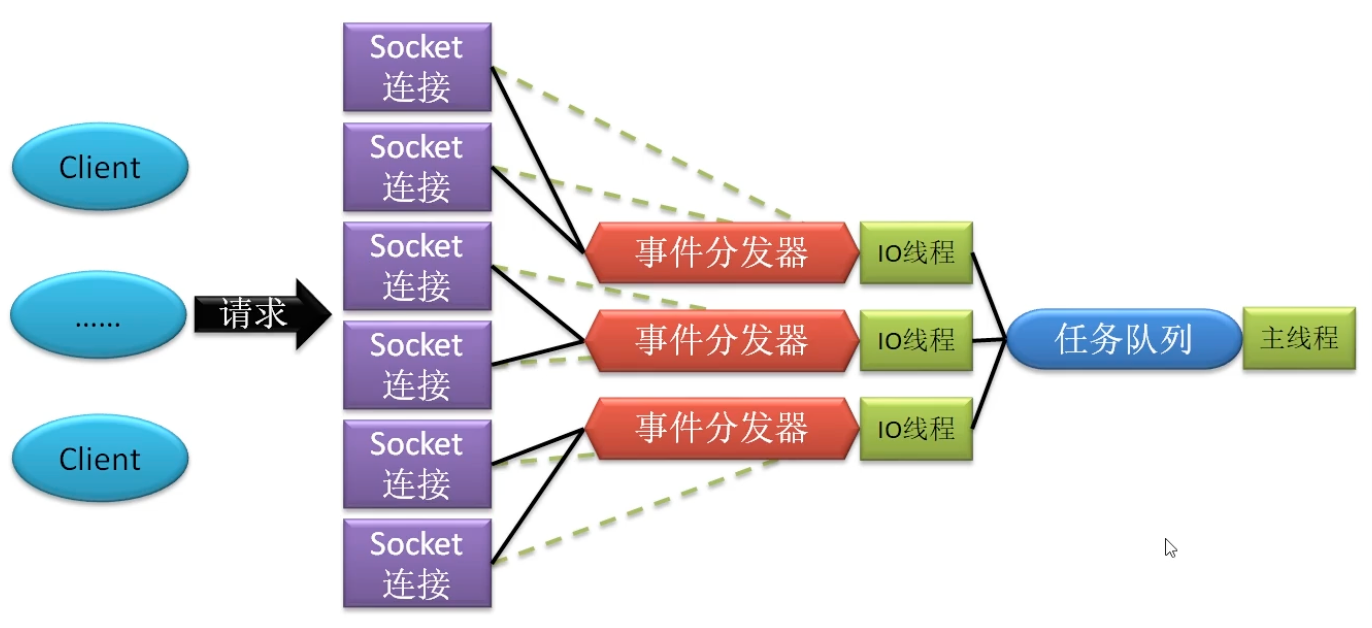 Client
……
Client
请求
Socket
连接
Socket
连接
Socket
连接
Socket
连接
Socket
连接
Socket
连接
事件分发器
IO线程
事件分发器
IO线程
事件分发器
IO线程
任务队列
主线程